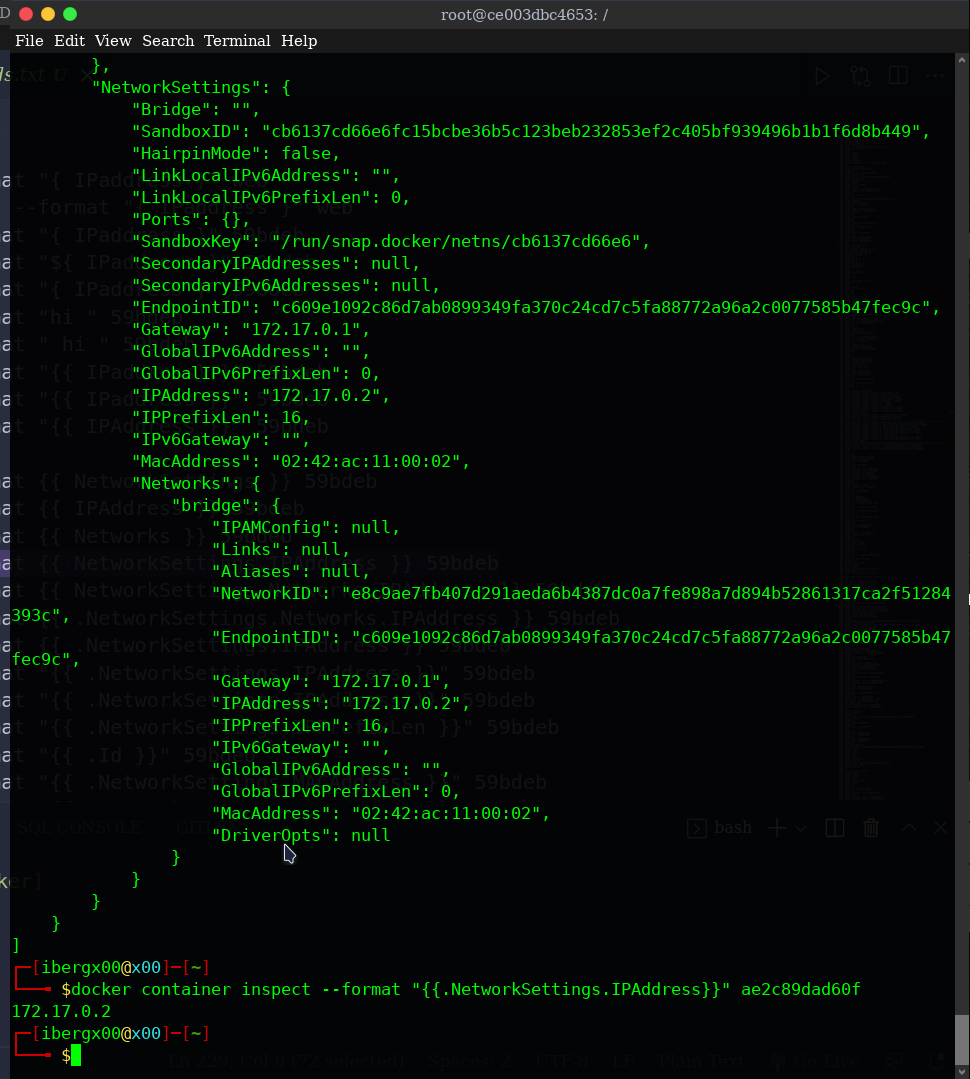 root@ce003dbc4653: /
File Edit View Search Terminal Help
},
"NetworkSettings": {
"Bridge": "",
"SandboxID": "cb6137cd66e6fc15bcbe36b5c123beb232853ef2c405bf939496b1b1f6d8b449",
"HairpinMode": false,
"LinkLocalIPv6Address": "",
"LinkLocalIPv6PrefixLen": 0,
"Ports": {},
"SandboxKey": "/run/snap.docker/netns/cb6137cd66e6",
"SecondaryIPAddresses": null,
"SecondaryIPv6Addresses": null,
"EndpointID": "c609e1092c86d7ab0899349fa370c24cd7c5fa88772a96a2c0077585b47fec9c",
"Gateway": "172.17.0.1",
"GlobalIPv6Address": "",
"GlobalIPv6PrefixLen": 0,
"IPAddress": "172.17.0.2",
"IPPrefixLen": 16,
"IPv6Gateway": "",
"MacAddress": "02:42:ac:11:00:02",
"Networks": {
"bridge": {
"IPAMConfig": null,
"Links": null,
"Aliases": null,
"NetworkID": "e8c9ae7fb407d291aeda6b4387dc0a7fe898a7d894b52861317ca2f51284
393c",
"EndpointID": "c609e1092c86d7ab0899349fa370c24cd7c5fa88772a96a2c0077585b47
fec9c",
"Gateway": "172.17.0.1",
"IPAddress": "172.17.0.2",
"IPPrefixLen": 16,
"IPv6Gateway": "",
"GlobalIPv6Address": "",
"GlobalIPv6PrefixLen": 0,
"MacAddress": "02:42:ac:11:00:02",
"DriverOpts": null
}
}
}
}
]
┌─[ibergx00@x00]─[~]
└──╼ $docker container inspect --format "{{.NetworkSettings.IPAddress}}" ae2c89dad60f
172.17.0.2
┌─[ibergx00@x00]─[~]
└──╼ $